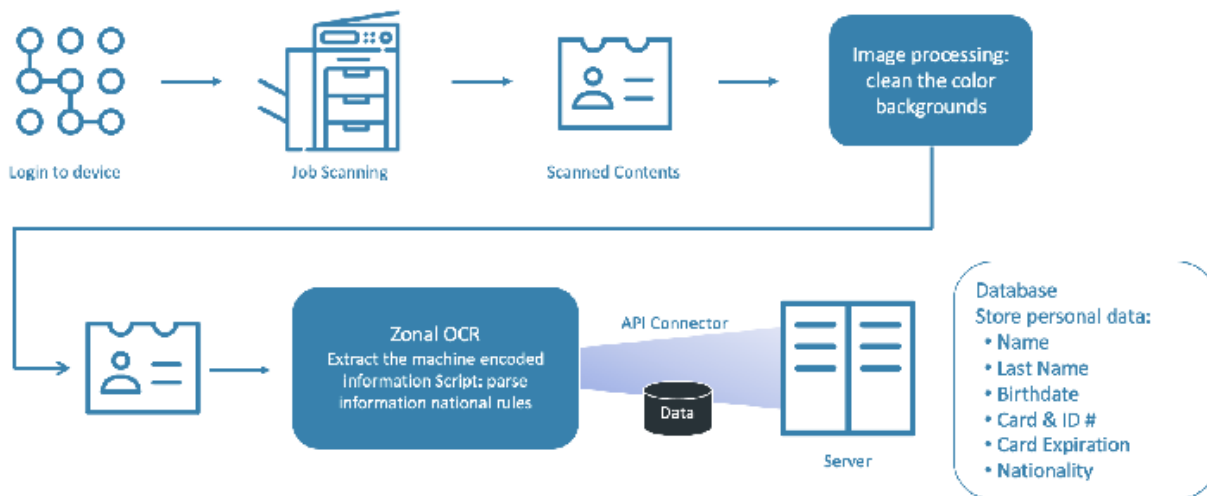 Login to device
Job Scanning
Scanned Contents
Image processing:
clean the color
backgrounds
Zonal OCR
Extract the machine encoded
information Script: parse
information national rules
API Connector
Data
Server
Database
Store personal data:
• Name
• Last Name
• Birthdate
• Card & ID #
• Card Expiration
• Nationality